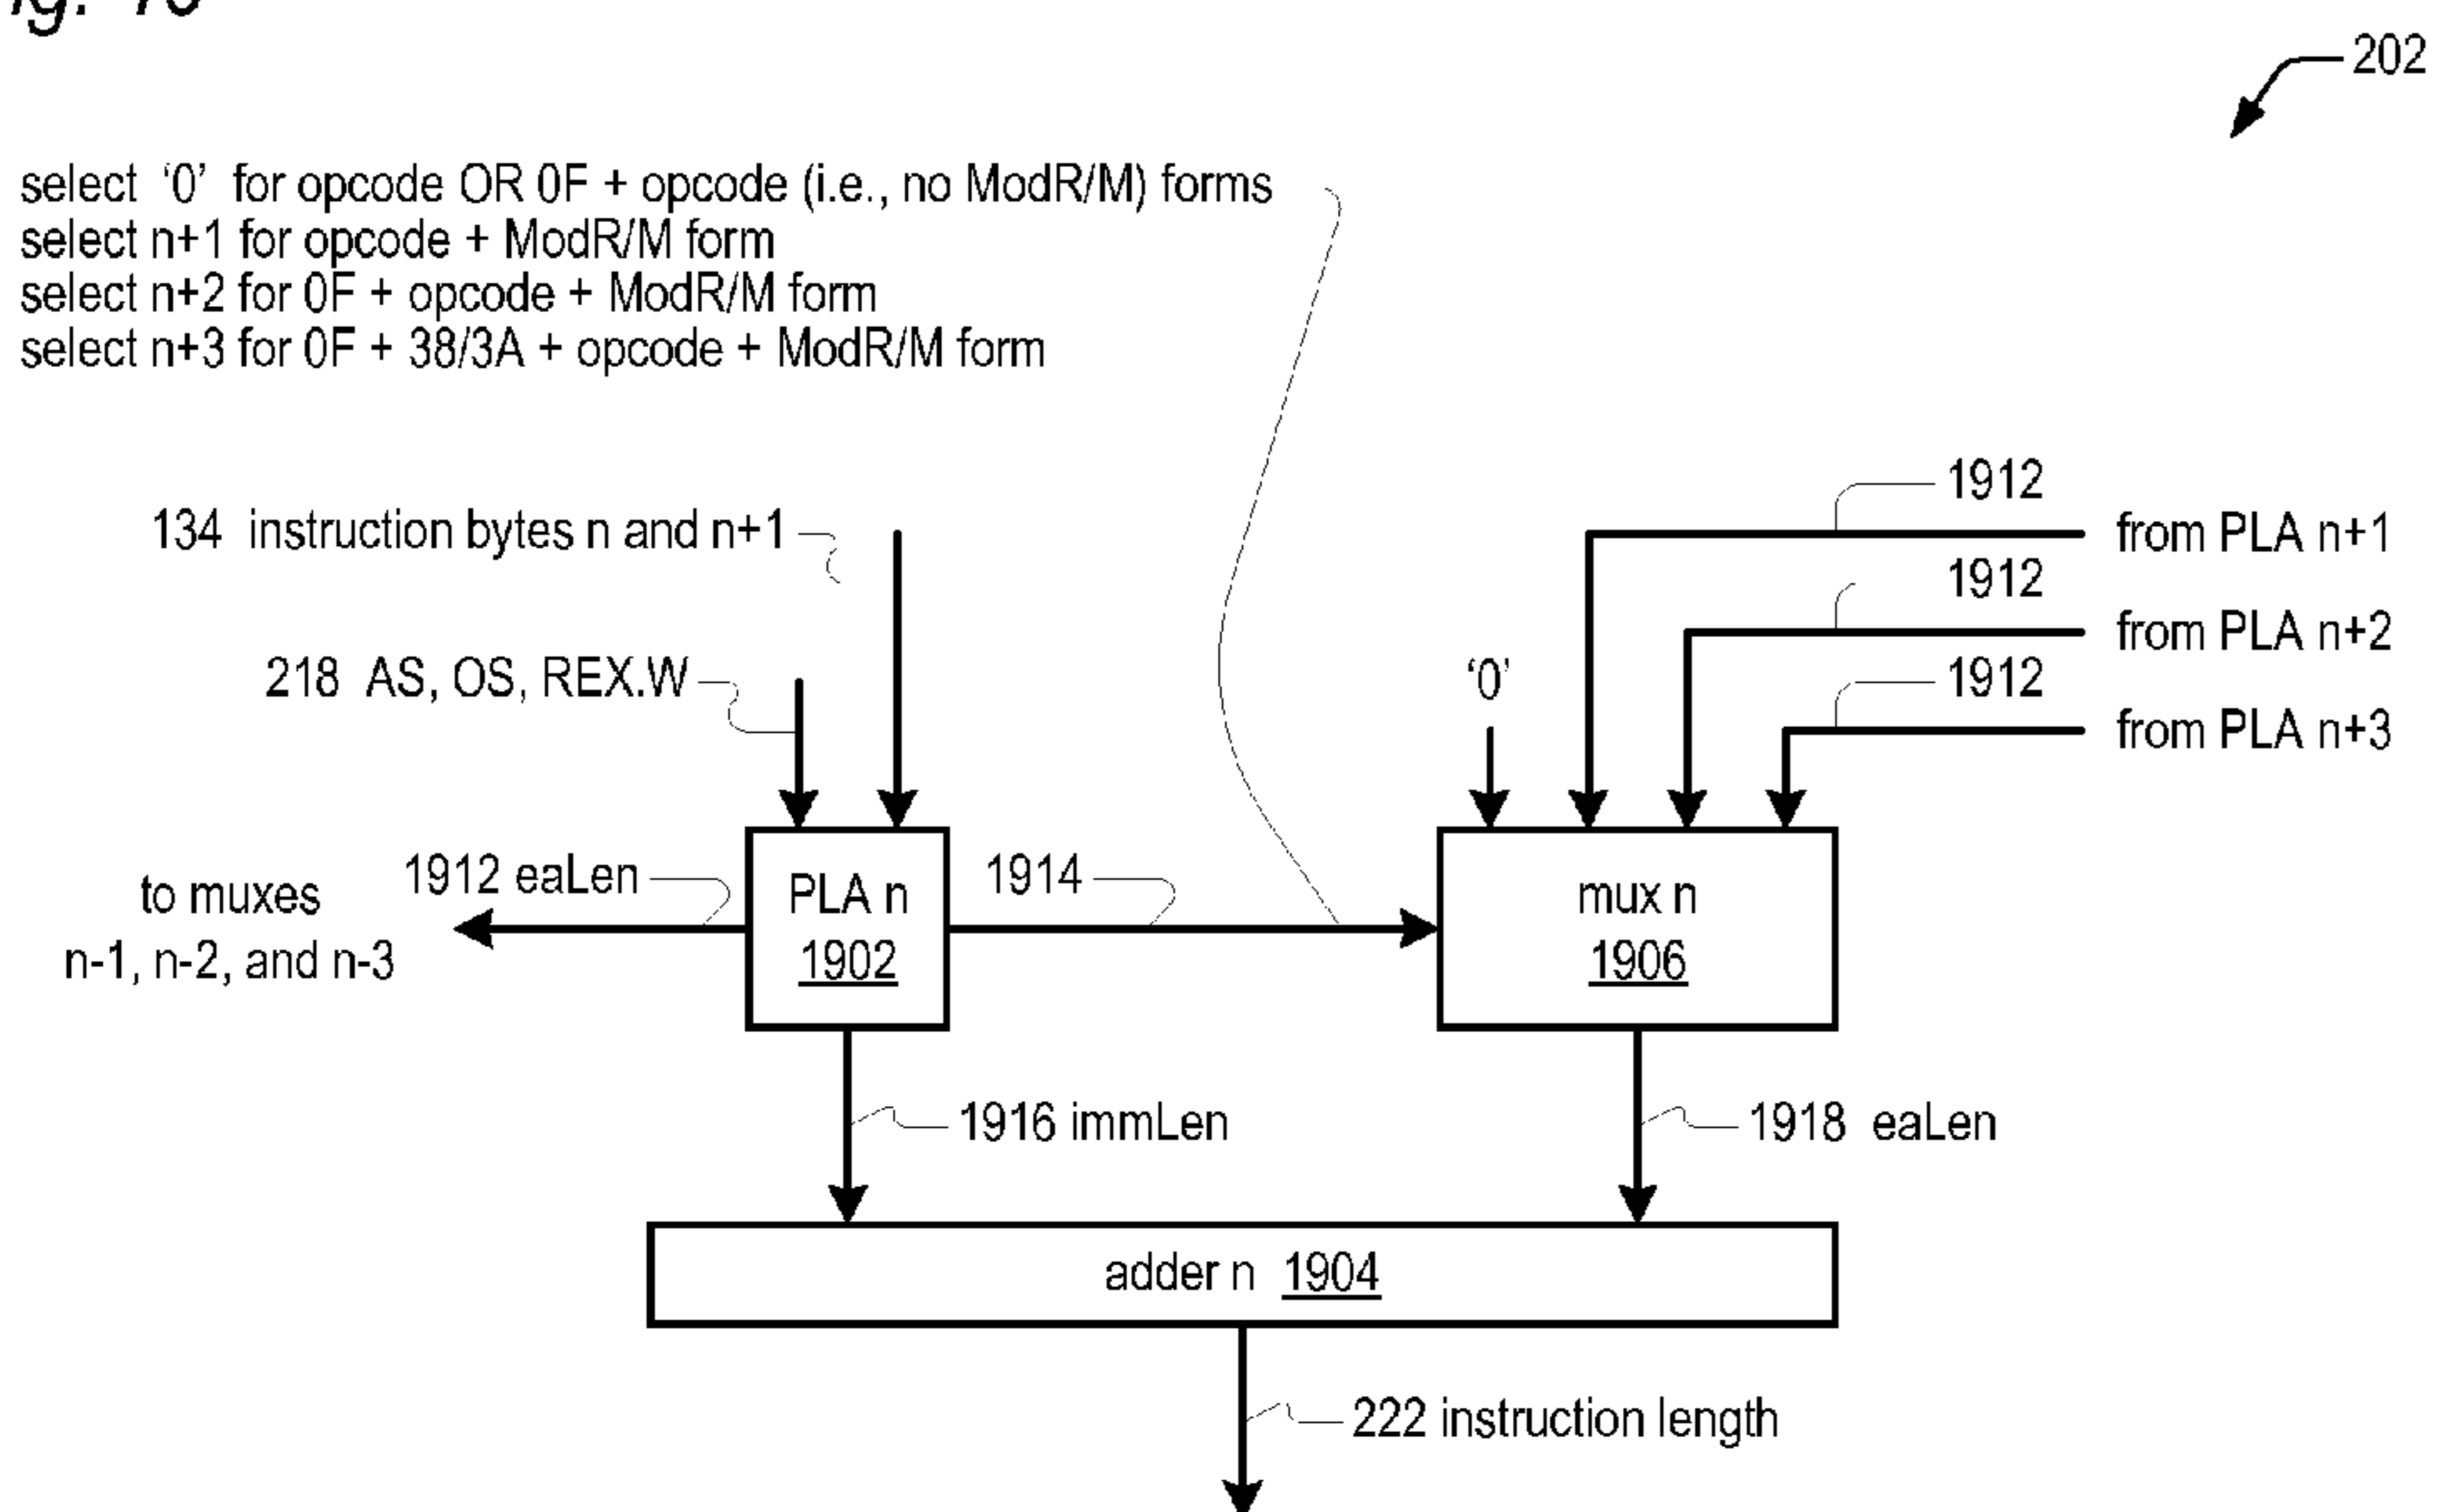 202
select ‘0’ for opcode OR 0F + opcode (i.e., no ModR/M) forms
select n+1 for opcode + ModR/M form
select n+2 for 0F + opcode + ModR/M form
select n+3 for 0F + 38/3A + opcode + ModR/M form
1912
134 instruction bytes n and n+1
from PLA n+1
1912
from PLA n+2
218 AS, OS, REX.W
‘0’
1912
from PLA n+3
to muxes
n-1, n-2, and n-3
1912 eaLen
PLA n
1902
1914
mux n
1906
1916 immLen
1918 eaLen
adder n 1904
222 instruction length